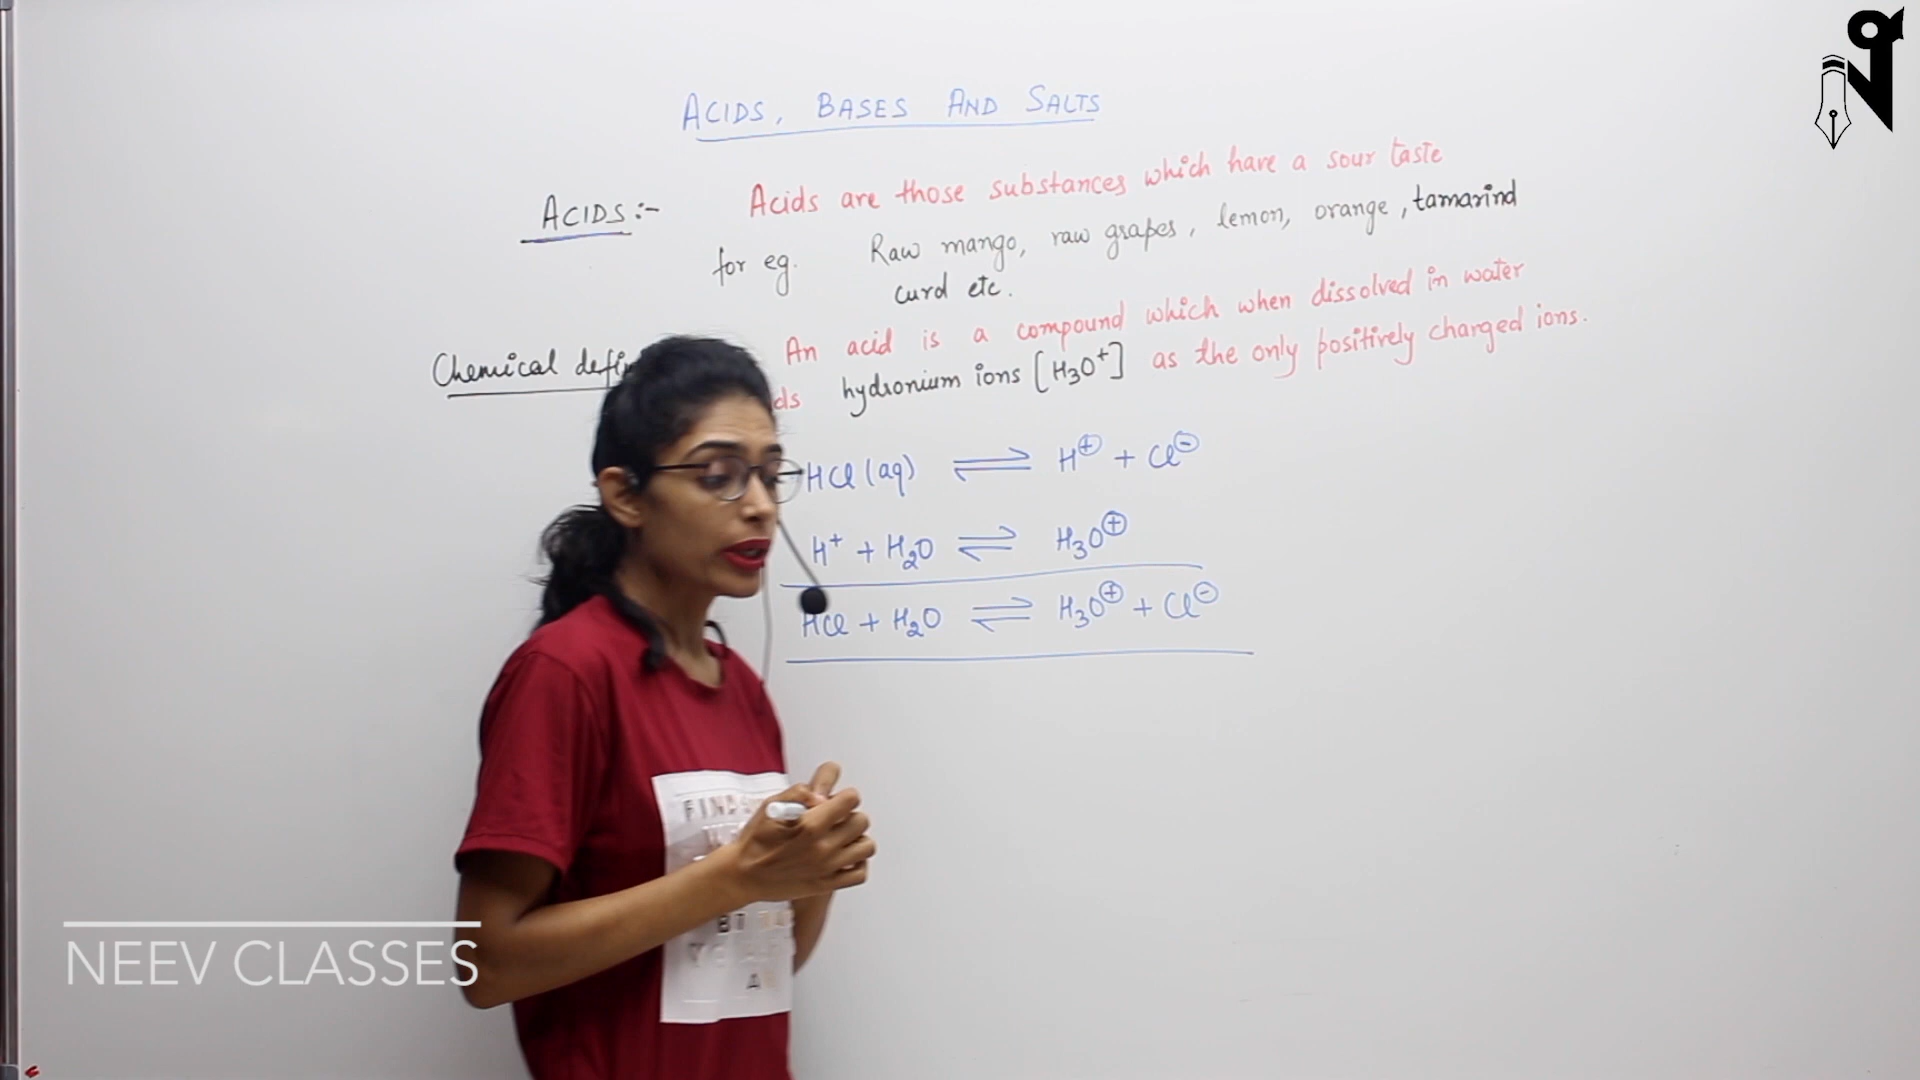 ACIDS, BASES AND SALTS
ACIDS:- Acids are those substances which have a sour taste
for eg. Raw mango, raw grapes, lemon, orange, tamarind
curd etc.
Chemical An acid is a compound which when dissolved in water
hydronium ions [H₃O⁺] as the only positively charged ions.
HCl (aq) ⇌ H⊕ + Cl⊖
H⁺ + H₂O ⇌ H₃O⊕
HCl + H₂O ⇌ H₃O⊕ + Cl⊖
NEEV CLASSES